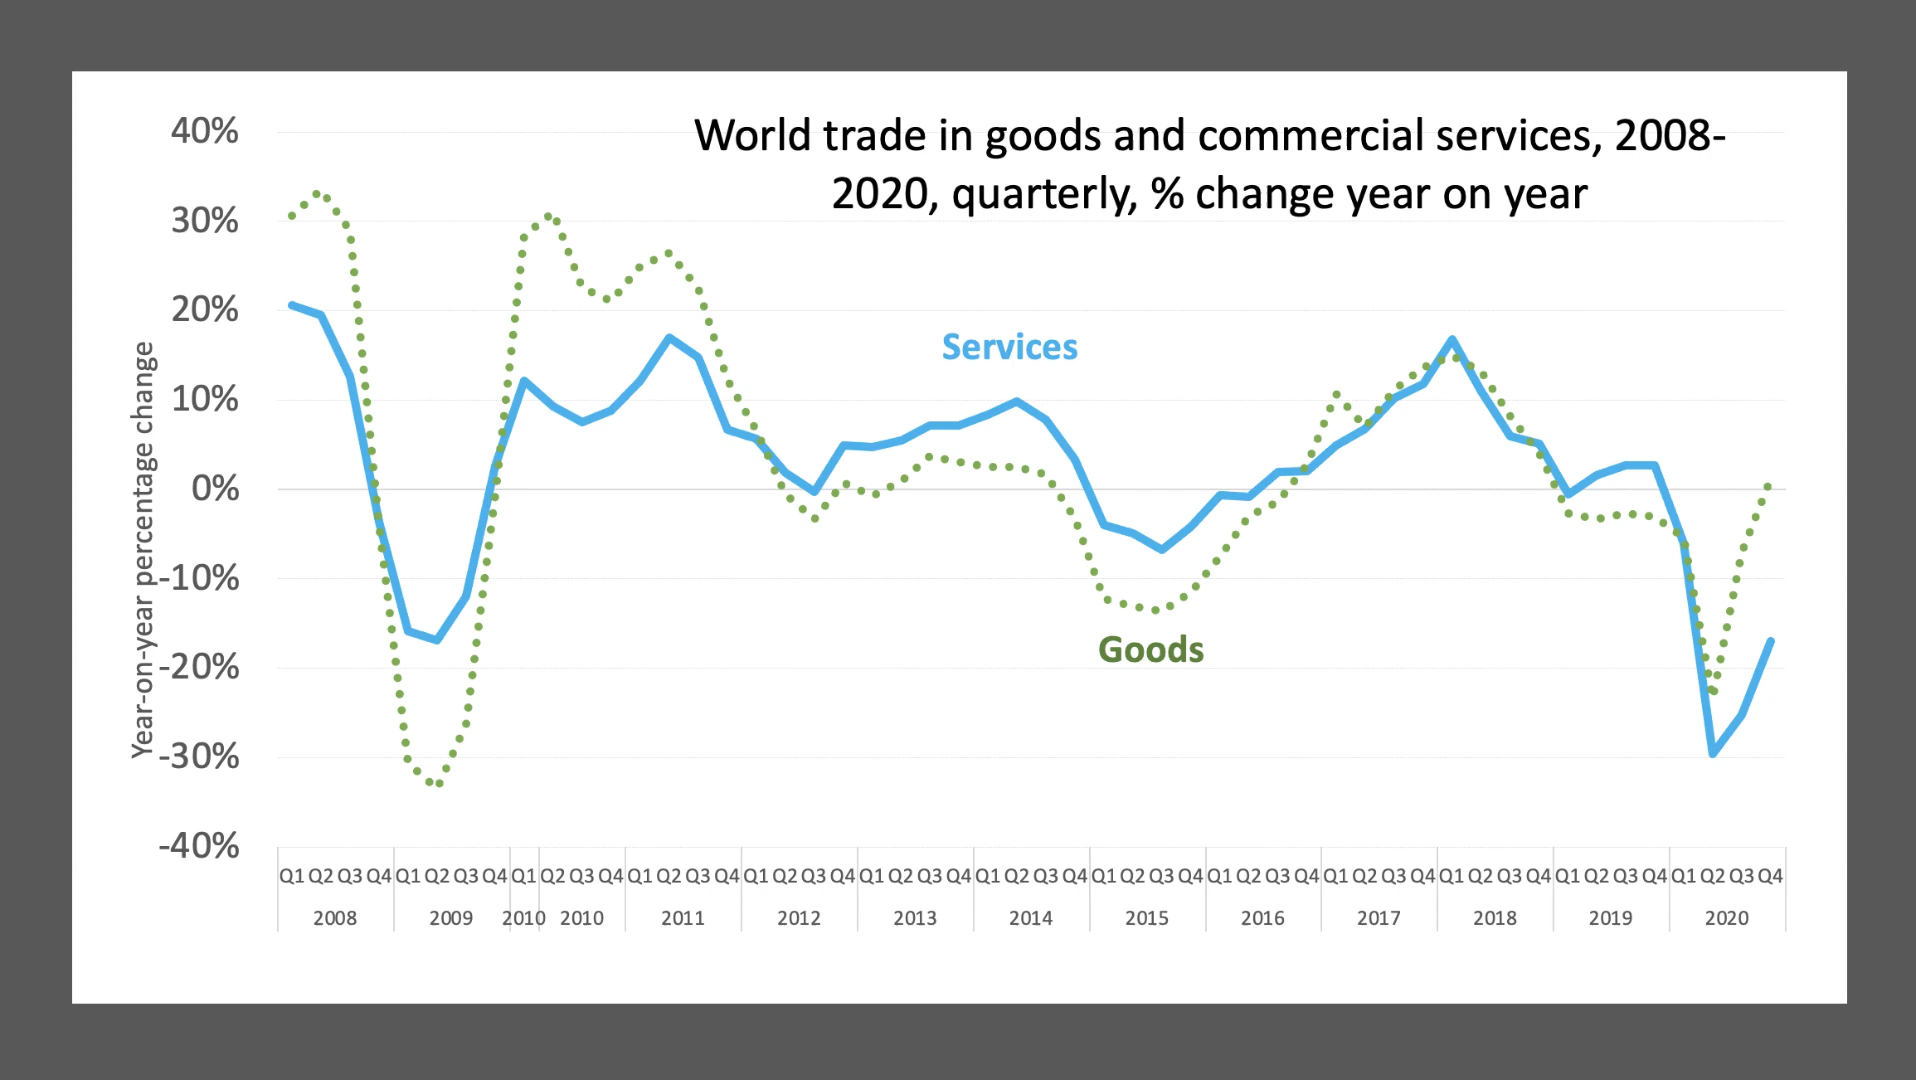 World trade in goods and commercial services, 2008-
2020, quarterly, % change year on year
40%
30%
20%
10%
0%
-10%
-20%
-30%
-40%
Year-on-year percentage change
Services
Goods
Q1 Q2 Q3 Q4 Q1 Q2 Q3 Q4 Q1 Q2 Q3 Q4 Q1 Q2 Q3 Q4 Q1 Q2 Q3 Q4 Q1 Q2 Q3 Q4 Q1 Q2 Q3 Q4 Q1 Q2 Q3 Q4 Q1 Q2 Q3 Q4 Q1 Q2 Q3 Q4 Q1 Q2 Q3 Q4 Q1 Q2 Q3 Q4 Q1 Q2 Q3 Q4
2008 2009 2010 2010 2011 2012 2013 2014 2015 2016 2017 2018 2019 2020